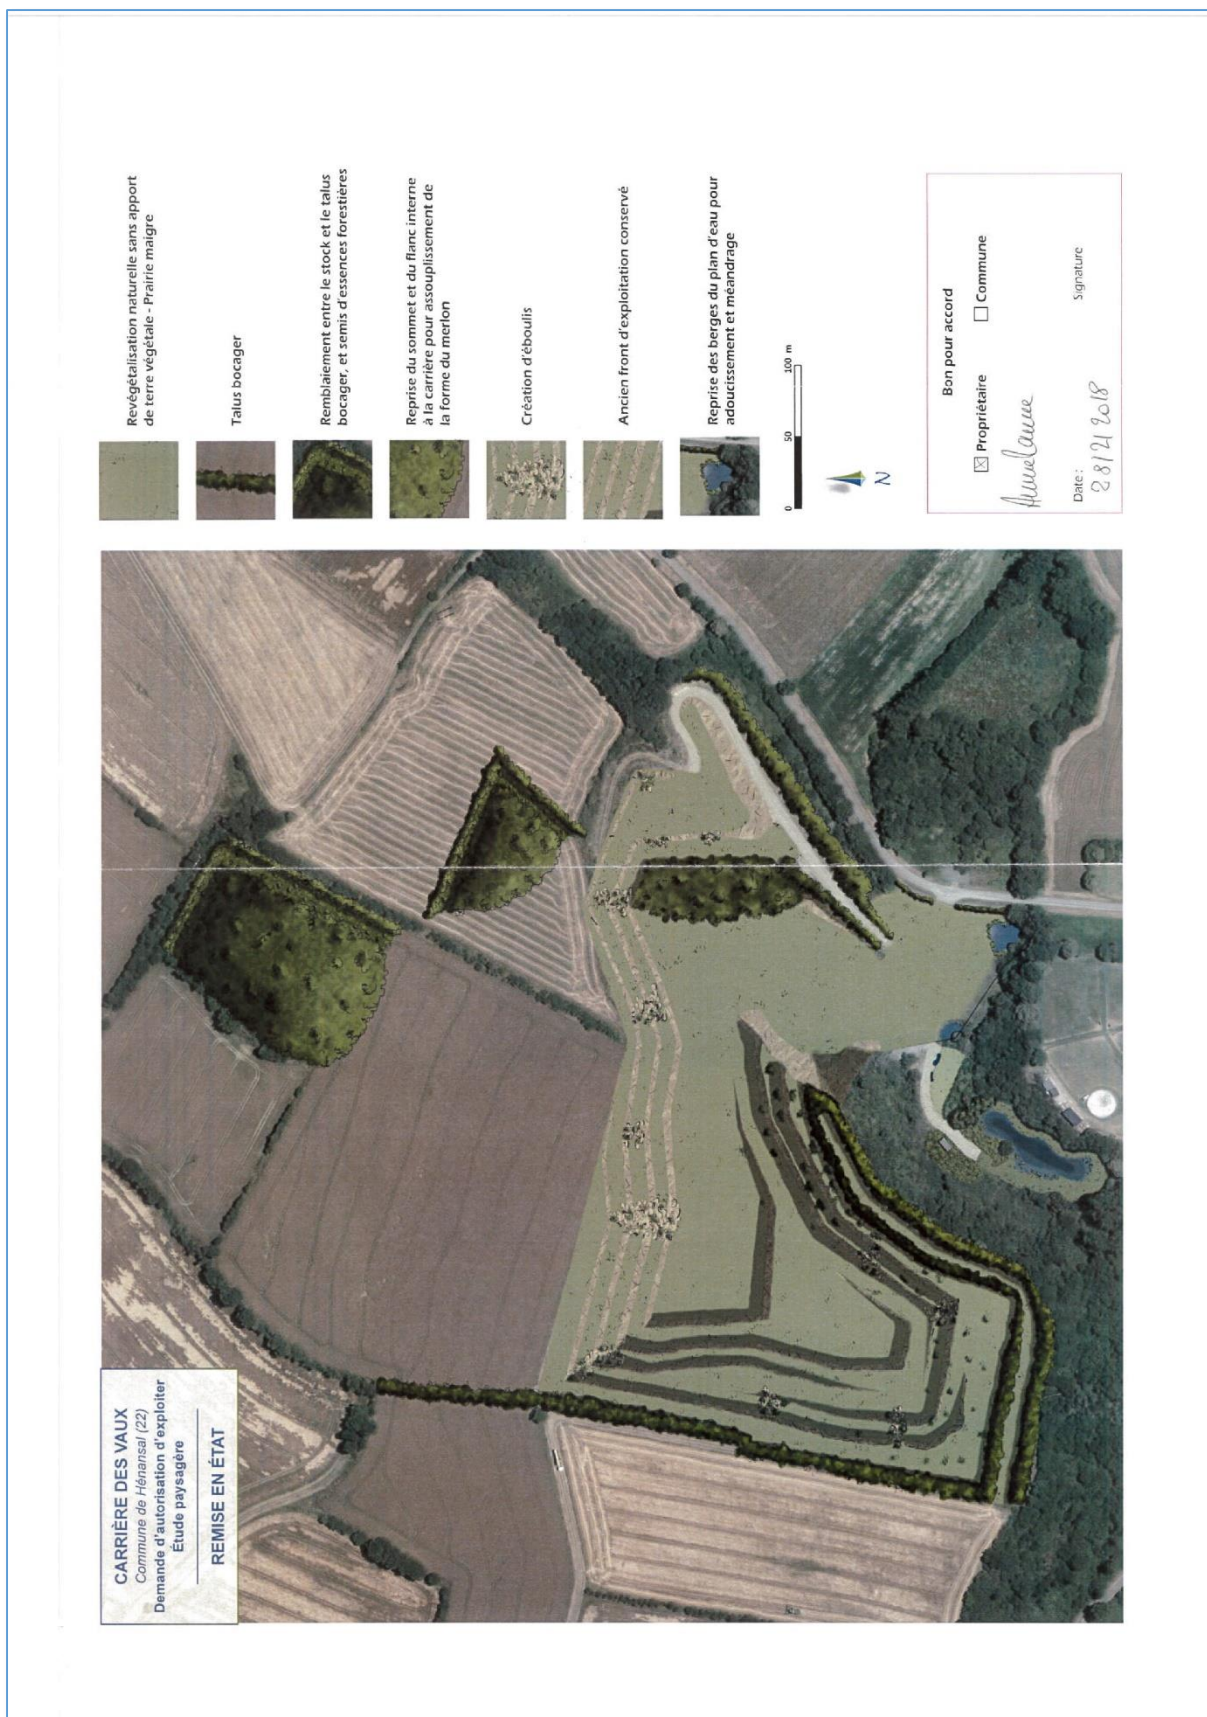 CARRIÈRE DES VAUX
Commune de Hénansal (22)
Demande d'autorisation d'exploiter
Étude paysagère
REMISE EN ÉTAT
Revégétalisation naturelle sans apport
de terre végétale - Prairie maigre
Talus bocager
Remblaiement entre le stock et le talus
bocager, et semis d'essences forestières
Reprise du sommet et du flanc interne
à la carrière pour assouplissement de
la forme du merlon
Création d'éboulis
Ancien front d'exploitation conservé
Reprise des berges du plan d'eau pour
adoucissement et méandrage
0 50 100 m
N
Bon pour accord
☒ Propriétaire ☐ Commune
Date : Signature
28/2/2018